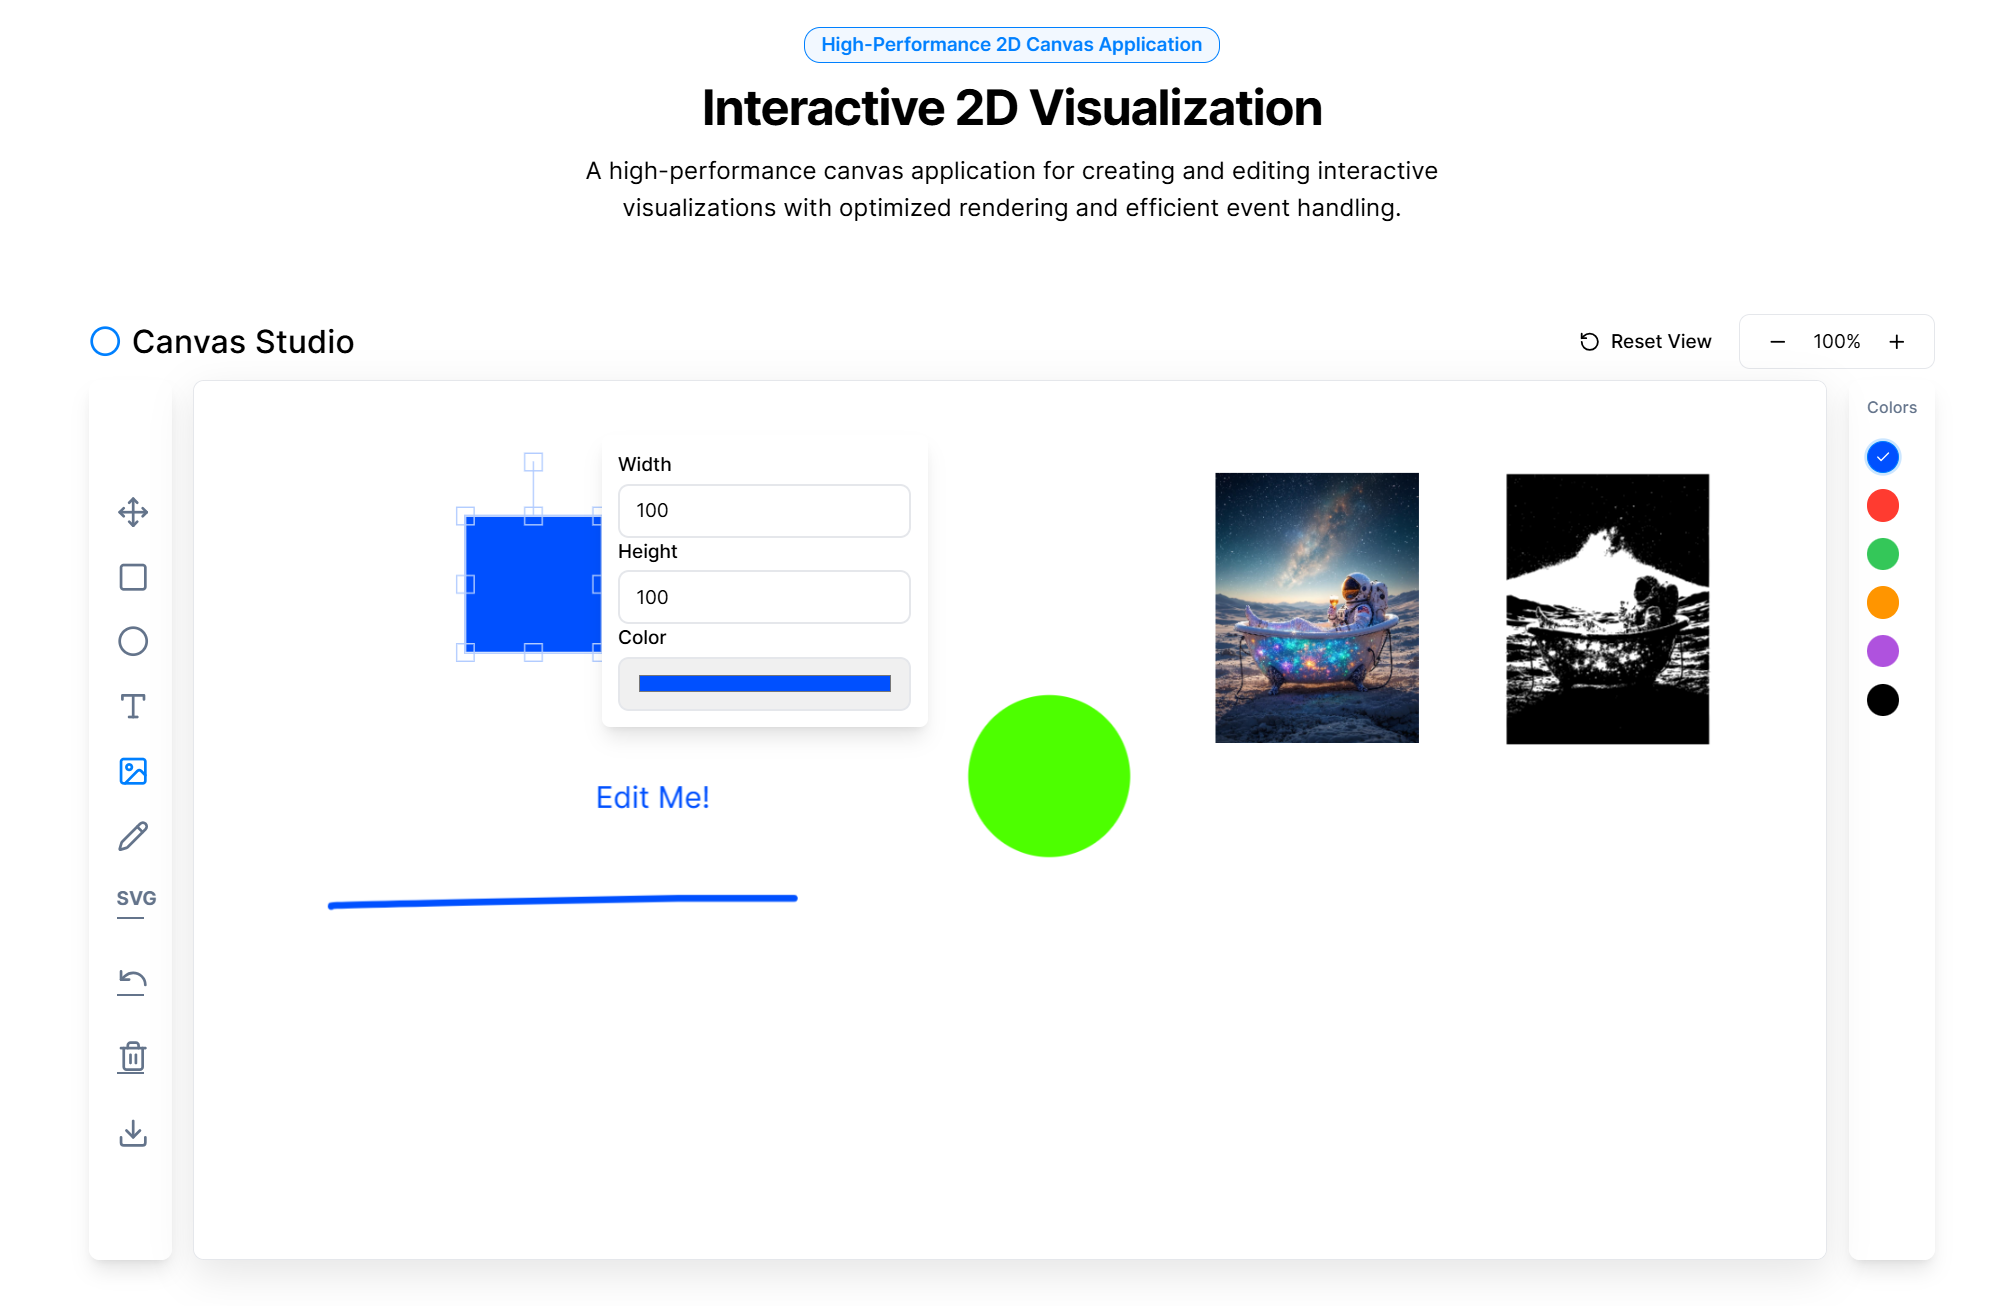 High-Performance 2D Canvas Application
Interactive 2D Visualization
A high-performance canvas application for creating and editing interactive
visualizations with optimized rendering and efficient event handling.
Canvas Studio
Reset View
100%
Colors
Width
100
Height
100
Color
Edit Me!
SVG